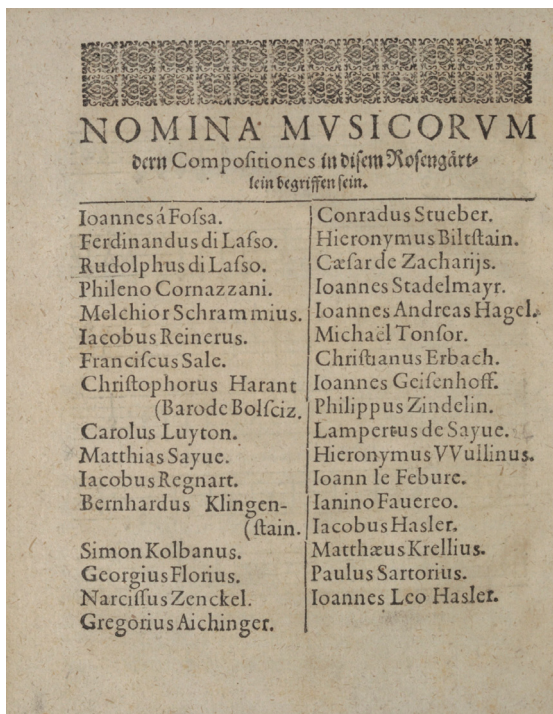 NOMINA MVSICORVM
dern Compositiones in disem Rosengärt-
lein begriffen sein.
Ioannes á Fossa.
Ferdinandus di Lasso.
Rudolphus di Lasso.
Phileno Cornazzani.
Melchior Schrammius.
Iacobus Reinerus.
Franciscus Sale.
Christophorus Harant
(Baro de Bolsciz.
Carolus Luyton.
Matthias Sayue.
Iacobus Regnart.
Bernhardus Klingen-
(stain.
Simon Kolbanus.
Georgius Florius.
Narcissus Zenckel.
Gregorius Aichinger.
Conradus Stueber.
Hieronymus Biltstain.
Cæsar de Zacharijs.
Ioannes Stadelmayr.
Ioannes Andreas Hagel.
Michaël Tonsor.
Christianus Erbach.
Ioannes Geisenhoff.
Philippus Zindelin.
Lampertus de Sayue.
Hieronymus VVullinus.
Ioann le Febure.
Ianino Fauereo.
Iacobus Hasler.
Matthæus Krellius.
Paulus Sartorius.
Ioannes Leo Hasler.